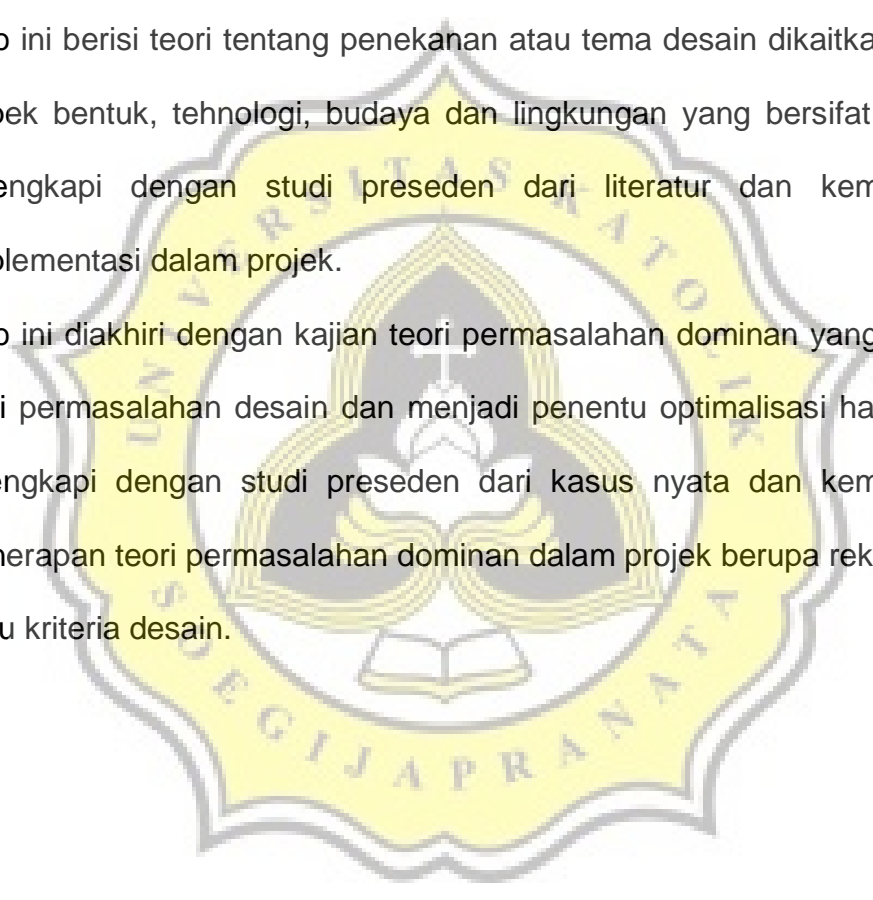 ini berisi teori tentang penekanan atau tema desain dikaitka
bentuk, tehnologi, budaya dan lingkungan yang bersifat
engkapi dengan studi preseden dari literatur dan kem
plementasi dalam projek.
ini diakhiri dengan kajian teori permasalahan dominan yang
i permasalahan desain dan menjadi penentu optimalisasi ha
engkapi dengan studi preseden dari kasus nyata dan kem
nerapan teori permasalahan dominan dalam projek berupa rek
u kriteria desain.
UNIVERSITAS KATOLIK
SOEGIJAPRANATA